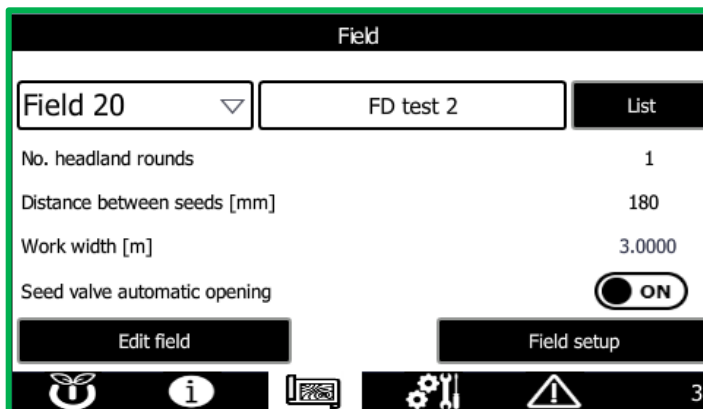 Field
Field 20 FD test 2 List
No. headland rounds 1
Distance between seeds [mm] 180
Work width [m] 3.0000
Seed valve automatic opening ON
Edit field Field setup
i 3